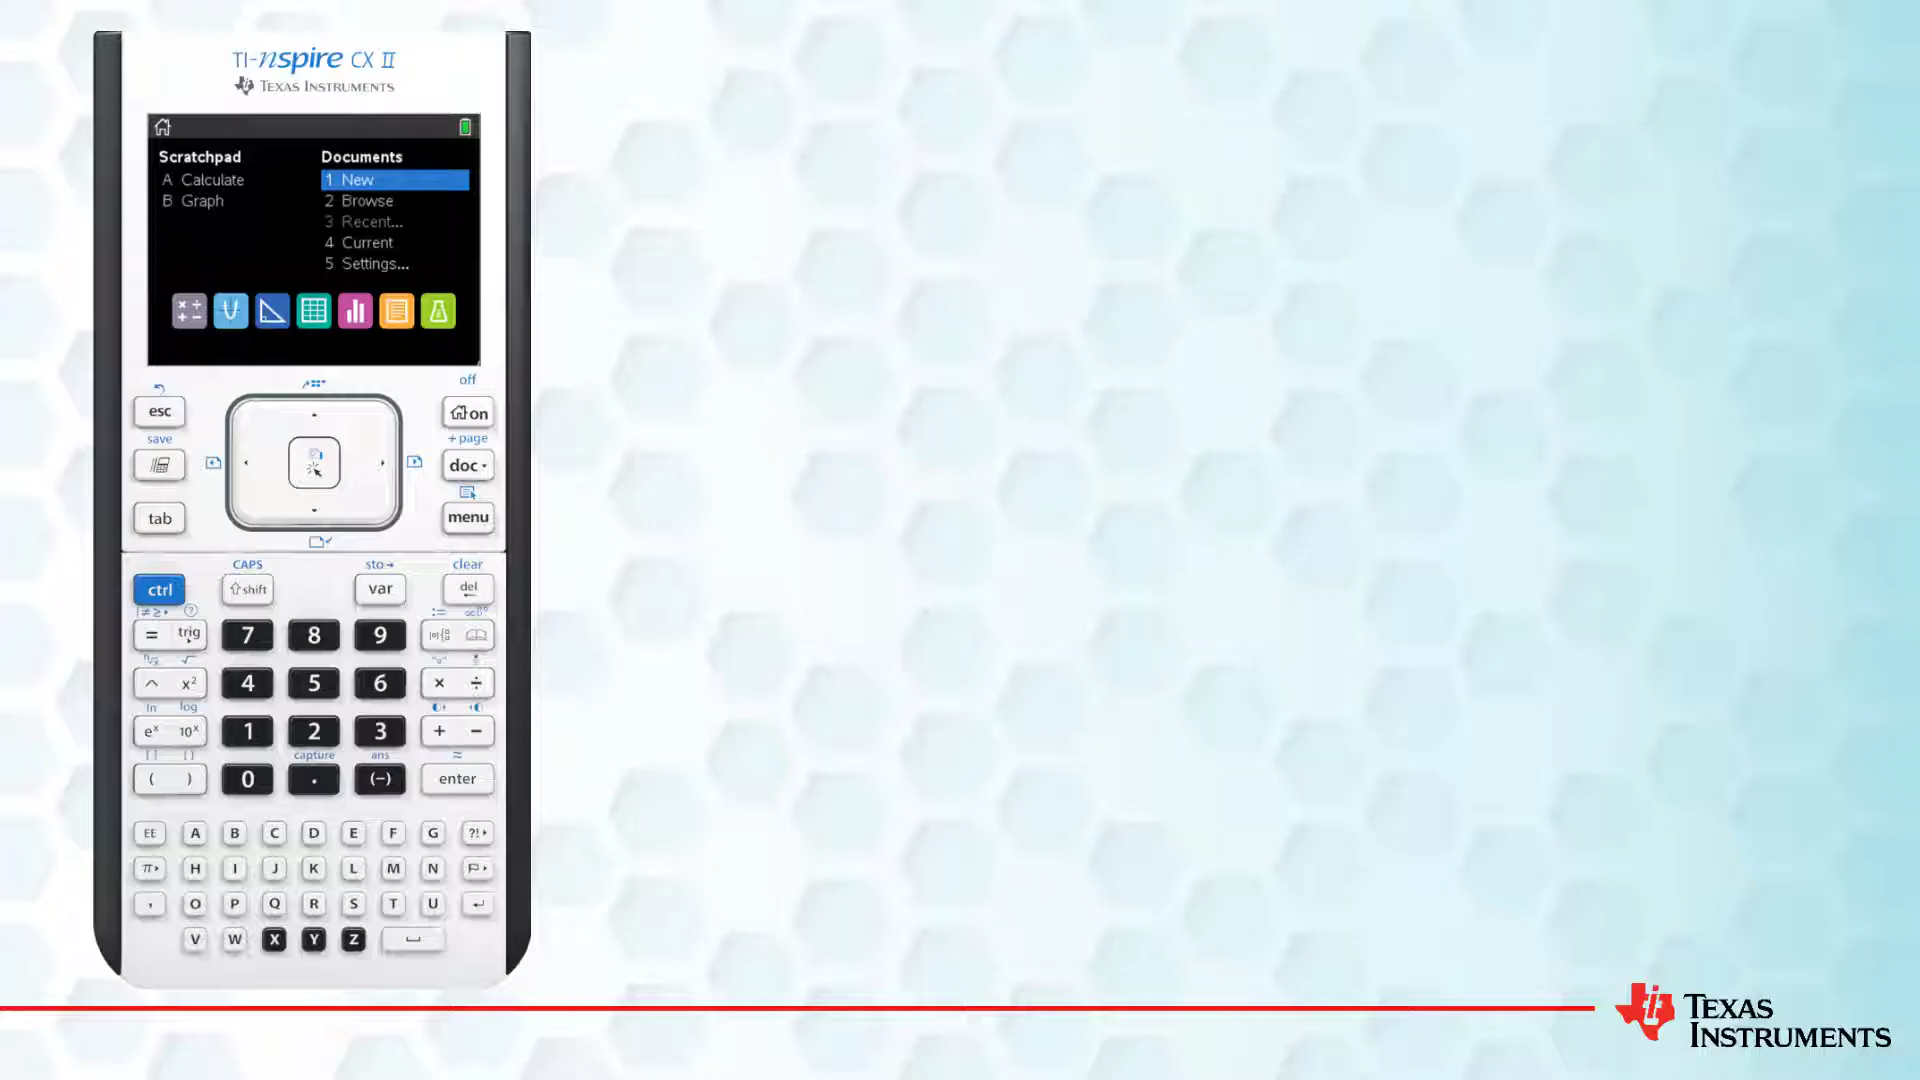 TI-nspire CX II
TEXAS INSTRUMENTS
Scratchpad
A Calculate
B Graph
Documents
1 New
2 Browse
3 Recent...
4 Current
5 Settings...
off
esc
on
save
+ page
doc
tab
menu
CAPS
sto→
clear
ctrl
⇧shift
var
del
= trig
7 8 9
^ x²
4 5 6
× ÷
ln log
eˣ 10ˣ
1 2 3
+ −
[ ] { }
capture
ans
≈
( )
0 . (−)
enter
EE A B C D E F G ?!▸
π▸ H I J K L M N
, O P Q R S T U ↵
V W X Y Z
TEXAS
INSTRUMENTS